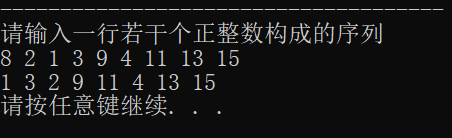 --------------------------------------------
请输入一行若干个正整数构成的序列
8 2 1 3 9 4 11 13 15
1 3 2 9 11 4 13 15
请按任意键继续. . .